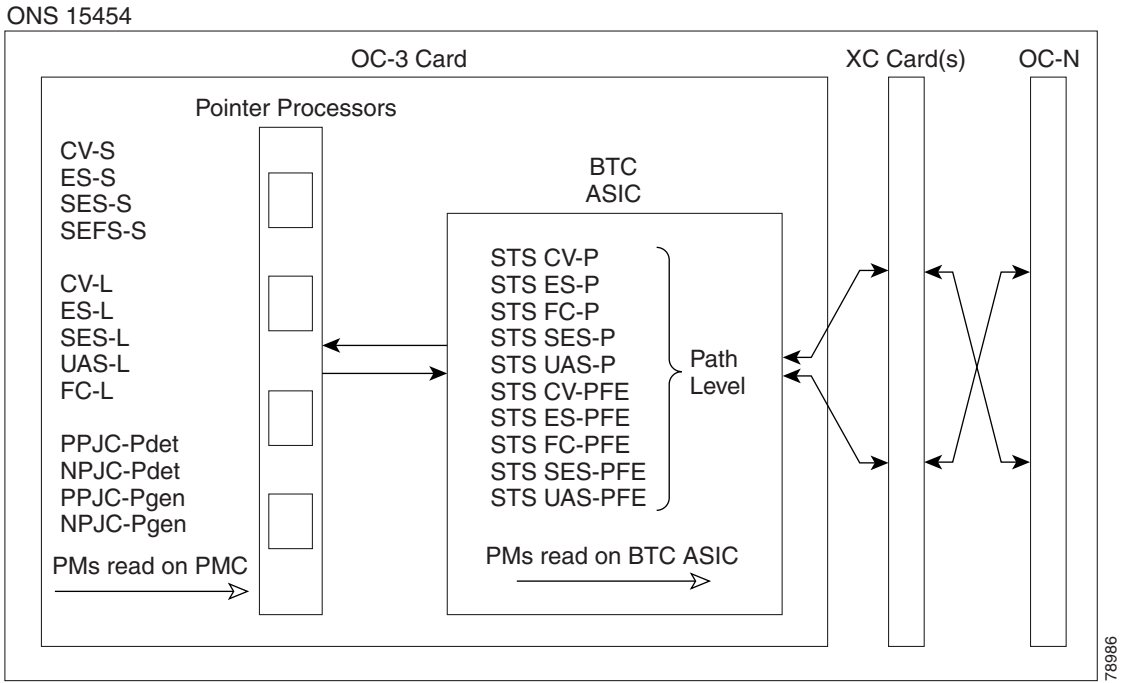 ONS 15454
OC-3 Card
XC Card(s)
OC-N
Pointer Processors
CV-S
ES-S
SES-S
SEFS-S
CV-L
ES-L
SES-L
UAS-L
FC-L
PPJC-Pdet
NPJC-Pdet
PPJC-Pgen
NPJC-Pgen
PMs read on PMC
BTC
ASIC
STS CV-P
STS ES-P
STS FC-P
STS SES-P
STS UAS-P
STS CV-PFE
STS ES-PFE
STS FC-PFE
STS SES-PFE
STS UAS-PFE
Path
Level
PMs read on BTC ASIC
78986